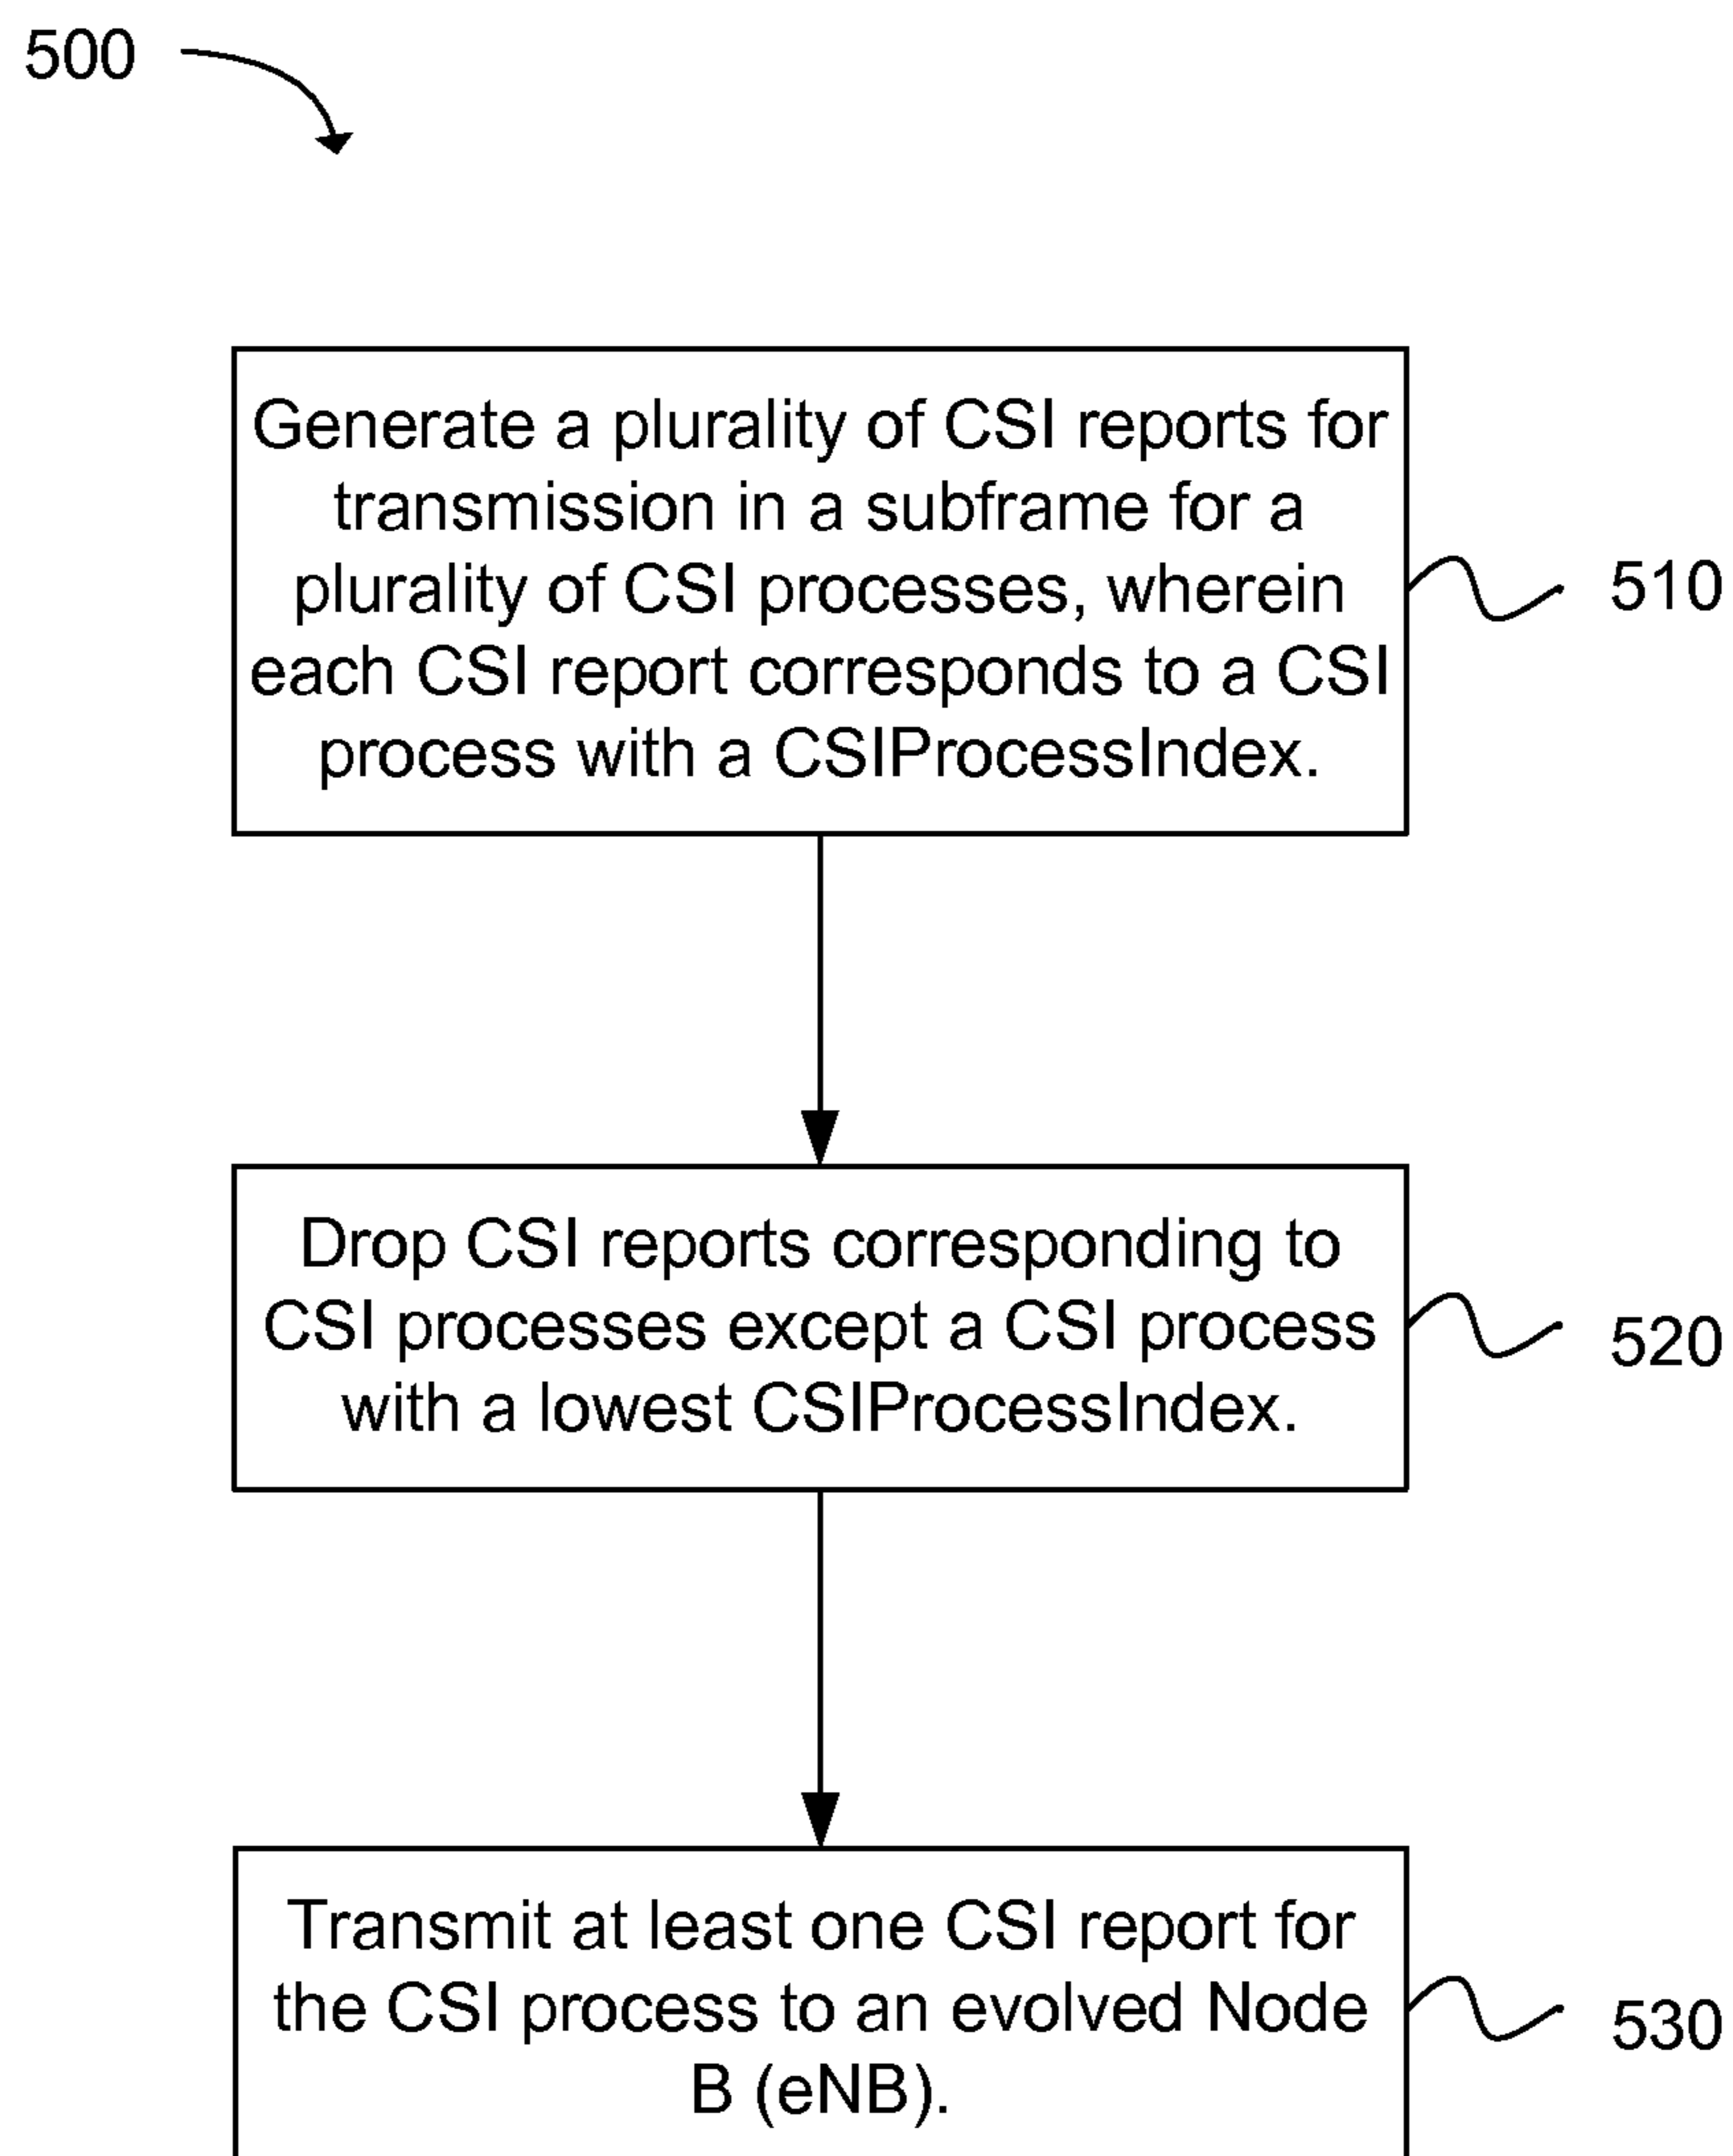 500
Generate a plurality of CSI reports for
transmission in a subframe for a
plurality of CSI processes, wherein
each CSI report corresponds to a CSI
process with a CSIProcessIndex.
510
Drop CSI reports corresponding to
CSI processes except a CSI process
with a lowest CSIProcessIndex.
520
Transmit at least one CSI report for
the CSI process to an evolved Node
B (eNB).
530